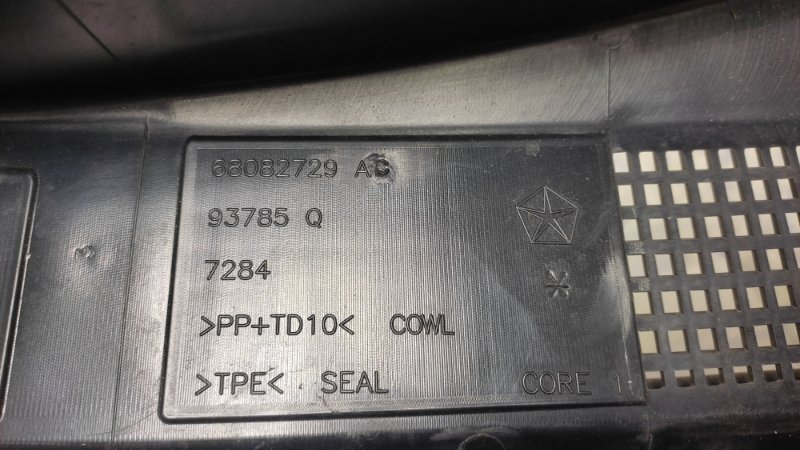 68082729 AC
93785 Q
7284
>PP+TD10< COWL
>TPE< SEAL CORE 1